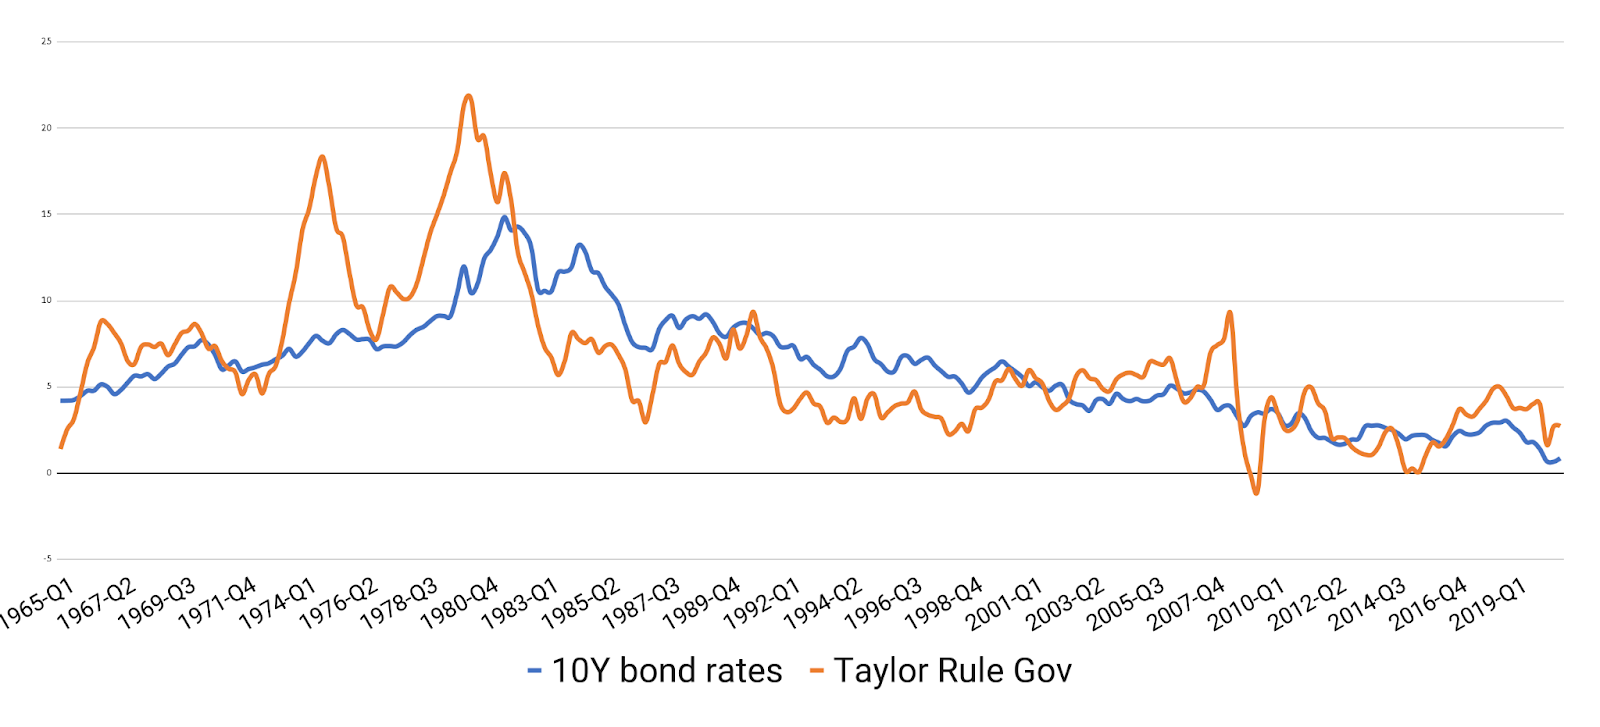 25
20
15
10
5
0
-5
1965-Q1
1967-Q2
1969-Q3
1971-Q4
1974-Q1
1976-Q2
1978-Q3
1980-Q4
1983-Q1
1985-Q2
1987-Q3
1989-Q4
1992-Q1
1994-Q2
1996-Q3
1998-Q4
2001-Q1
2003-Q2
2005-Q3
2007-Q4
2010-Q1
2012-Q2
2014-Q3
2016-Q4
2019-Q1
10Y bond rates
Taylor Rule Gov